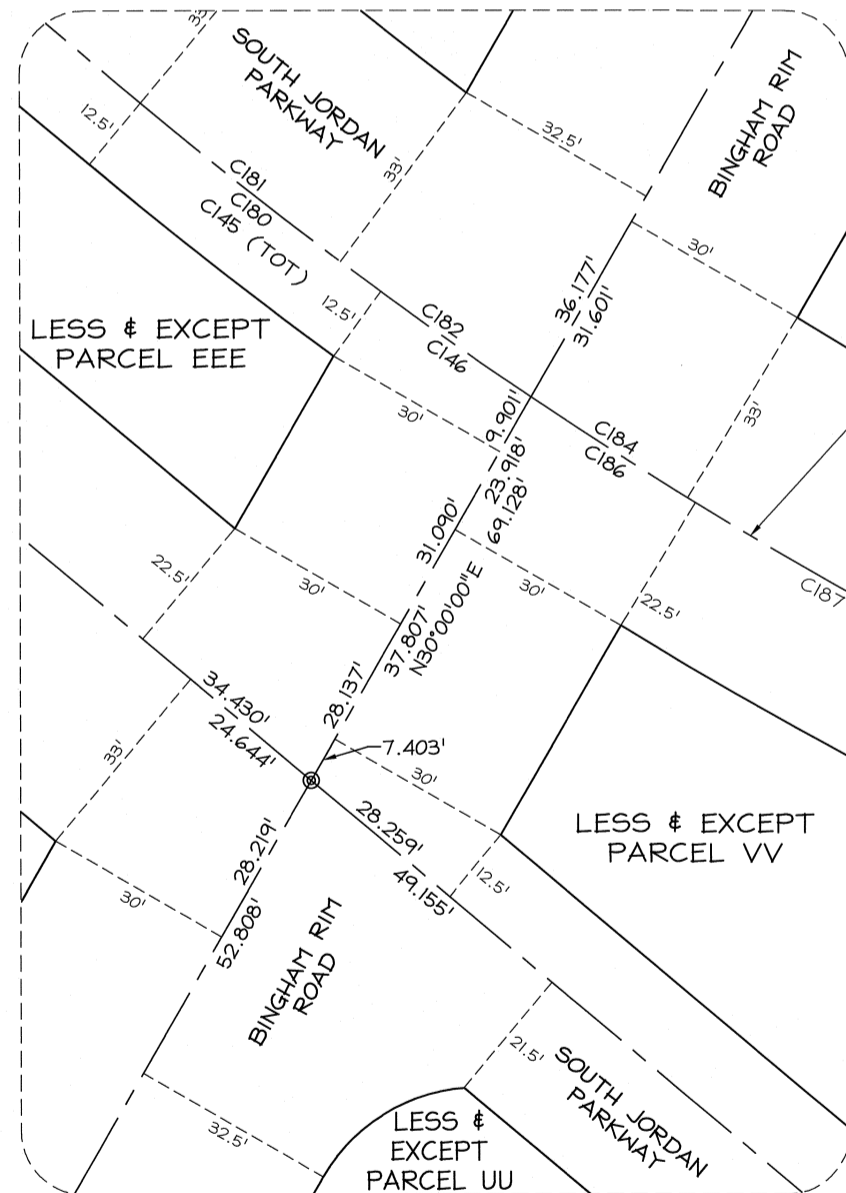 33'
SOUTH JORDAN
PARKWAY
BINGHAM RIM
ROAD
12.5'
32.5'
33'
C181
C180
C145 (TOT)
30'
36.177'
31.601'
12.5'
C182
C146
LESS & EXCEPT
PARCEL EEE
30'
9.901'
23.918'
69.128'
C184
C186
33'
31.090'
22.5'
30'
37.807'
N30°00'00"E
30'
22.5'
C187
34.430'
24.644'
28.137'
7.403'
33'
30'
28.259'
49.155'
LESS & EXCEPT
PARCEL VV
28.219'
52.808'
30'
12.5'
BINGHAM RIM
ROAD
21.5'
SOUTH JORDAN
PARKWAY
32.5'
LESS &
EXCEPT
PARCEL UU